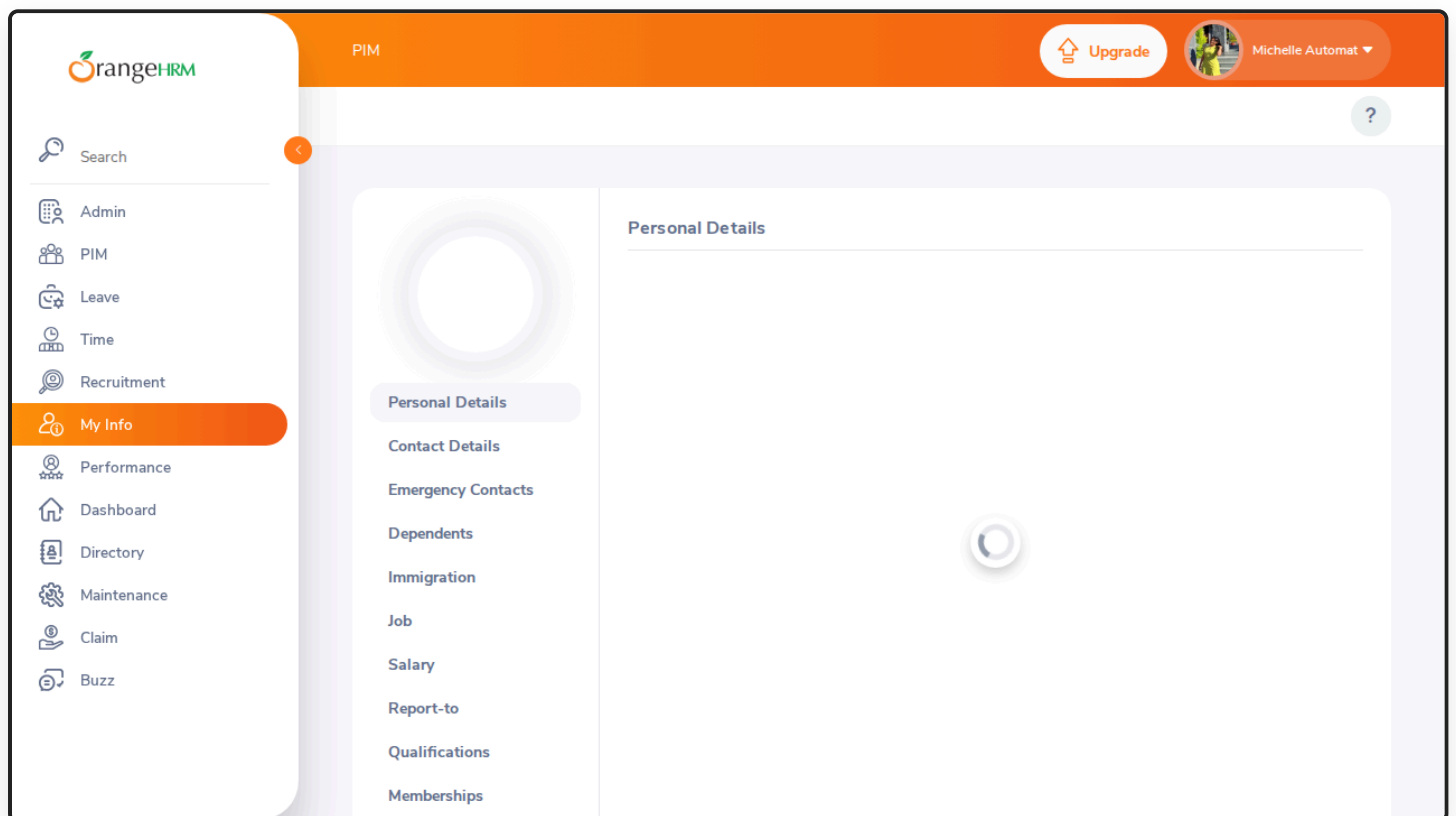 OrangeHRM
PIM
Upgrade
Michelle Automat
?
Search
Admin
PIM
Leave
Time
Recruitment
My Info
Performance
Dashboard
Directory
Maintenance
Claim
Buzz
Personal Details
Contact Details
Emergency Contacts
Dependents
Immigration
Job
Salary
Report-to
Qualifications
Memberships
Personal Details